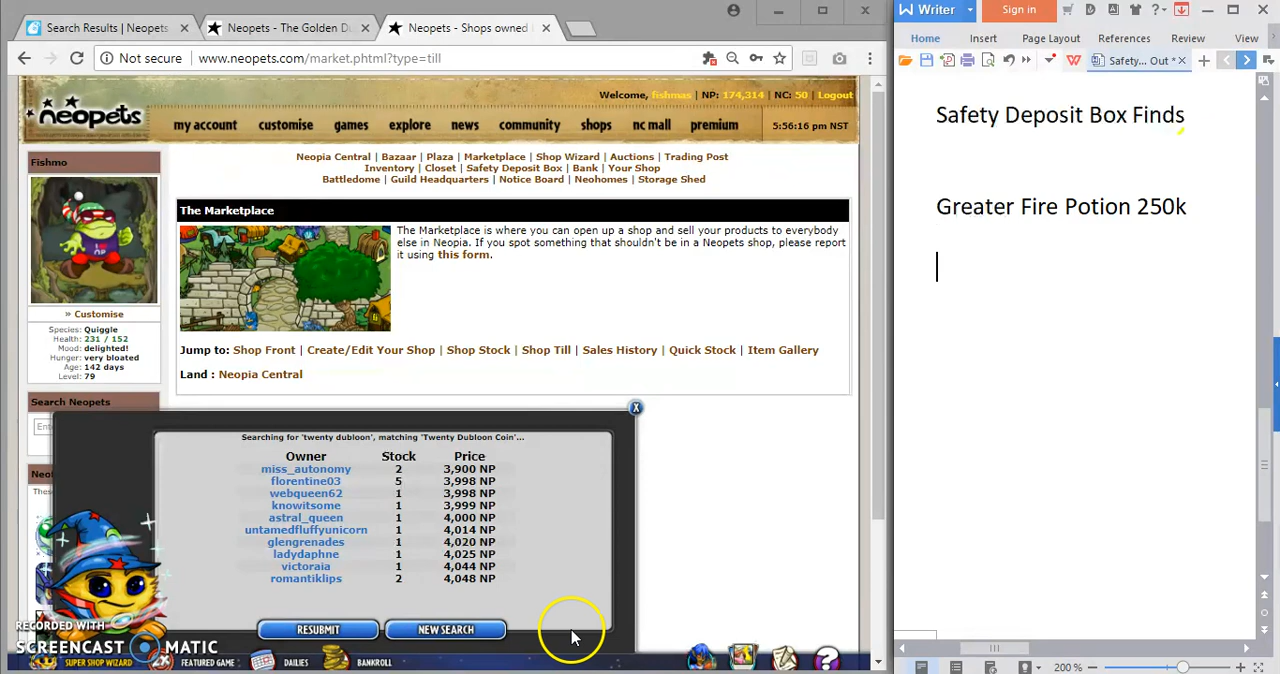 Search Results | Neopets
Neopets - The Golden Du
Neopets - Shops owned
Not secure | www.neopets.com/market.phtml?type=till
neopets
Welcome, fishmas | NP: 174,314 | NC: 50 | Logout
my account customise games explore news community shops nc mall premium 5:56:16 pm NST
Fishmo
» Customise
Species: Quiggle
Health: 231 / 152
Mood: delighted!
Hunger: very bloated
Age: 142 days
Level: 79
Search Neopets
Neopia Central | Bazaar | Plaza | Marketplace | Shop Wizard | Auctions | Trading Post
Inventory | Closet | Safety Deposit Box | Bank | Your Shop
Battledome | Guild Headquarters | Notice Board | Neohomes | Storage Shed
The Marketplace
The Marketplace is where you can open up a shop and sell your products to everybody
else in Neopia. If you spot something that shouldn't be in a Neopets shop, please report
it using this form.
Jump to: Shop Front | Create/Edit Your Shop | Shop Stock | Shop Till | Sales History | Quick Stock | Item Gallery
Land : Neopia Central
X
Searching for 'twenty dubloon', matching 'Twenty Dubloon Coin'...
Owner Stock Price
miss_autonomy 2 3,900 NP
florentine03 5 3,998 NP
webqueen62 1 3,998 NP
knowitsome 1 3,999 NP
astral_queen 1 4,000 NP
untamedfluffyunicorn 1 4,014 NP
glengrenades 1 4,020 NP
ladydaphne 1 4,025 NP
victoraia 1 4,044 NP
romantiklips 2 4,048 NP
RESUBMIT NEW SEARCH
RECORDED WITH
SCREENCAST MATIC
SUPER SHOP WIZARD FEATURED GAME DAILIES BANKROLL
Writer Sign in
Home Insert Page Layout References Review View
Safety... Out *
Safety Deposit Box Finds
Greater Fire Potion 250k
200 %